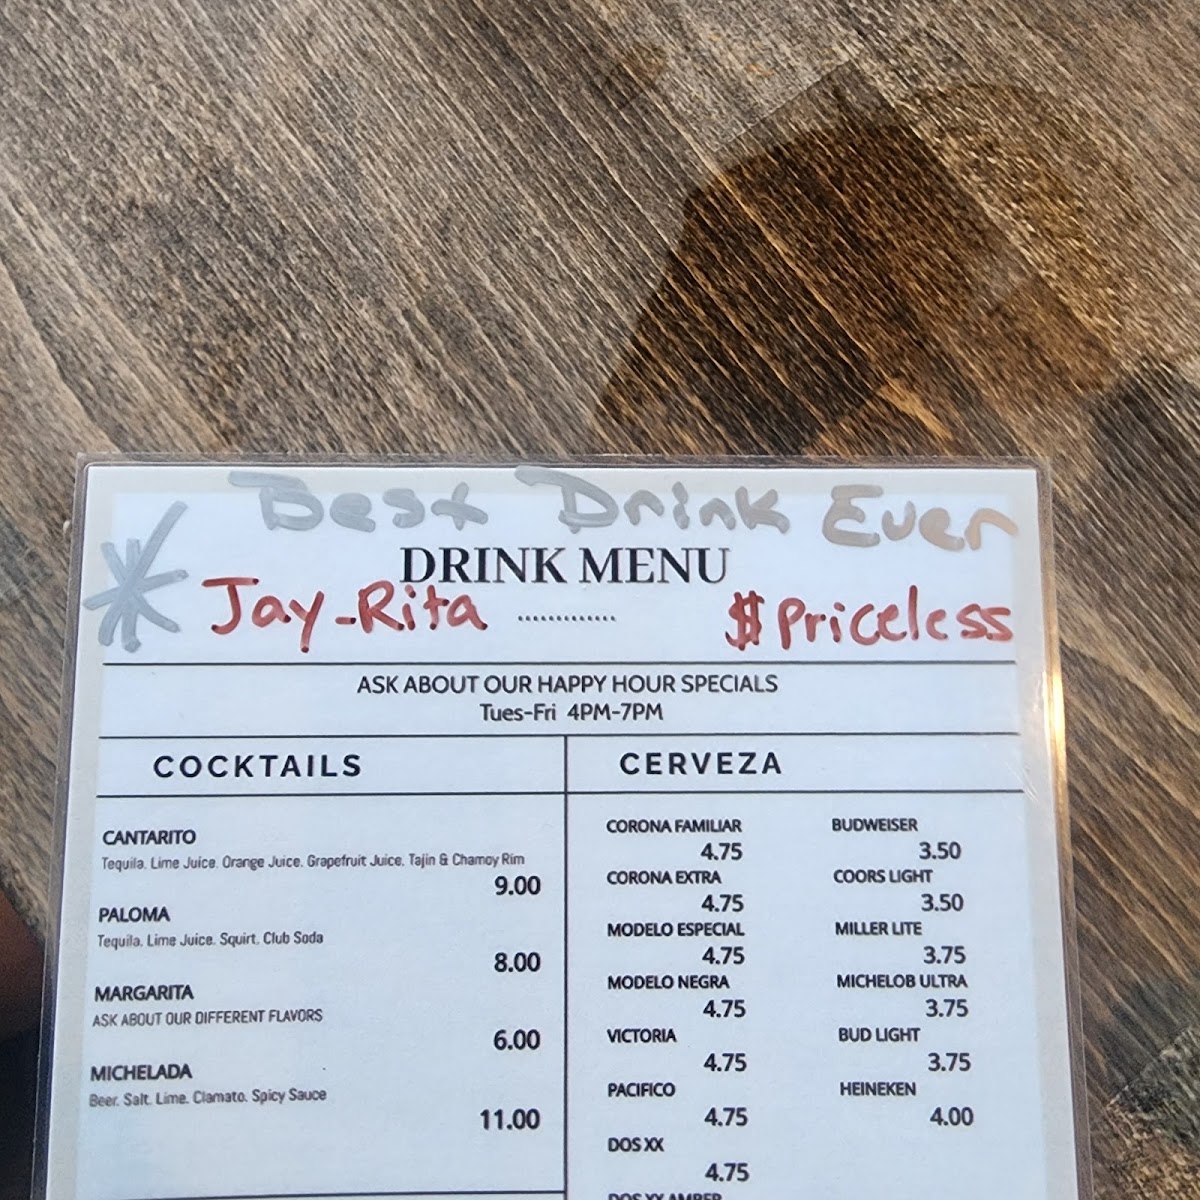 Best Drink Ever
DRINK MENU
* Jay-Rita $ Priceless
ASK ABOUT OUR HAPPY HOUR SPECIALS
Tues-Fri 4PM-7PM
COCKTAILS
CANTARITO
Tequila. Lime Juice. Orange Juice. Grapefruit Juice. Tajin & Chamoy Rim
9.00
PALOMA
Tequila. Lime Juice. Squirt. Club Soda
8.00
MARGARITA
ASK ABOUT OUR DIFFERENT FLAVORS
6.00
MICHELADA
Beer. Salt. Lime. Clamato. Spicy Sauce
11.00
CERVEZA
CORONA FAMILIAR
4.75
CORONA EXTRA
4.75
MODELO ESPECIAL
4.75
MODELO NEGRA
4.75
VICTORIA
4.75
PACIFICO
4.75
DOS XX
4.75
DOS XX AMBER
BUDWEISER
3.50
COORS LIGHT
3.50
MILLER LITE
3.75
MICHELOB ULTRA
3.75
BUD LIGHT
3.75
HEINEKEN
4.00